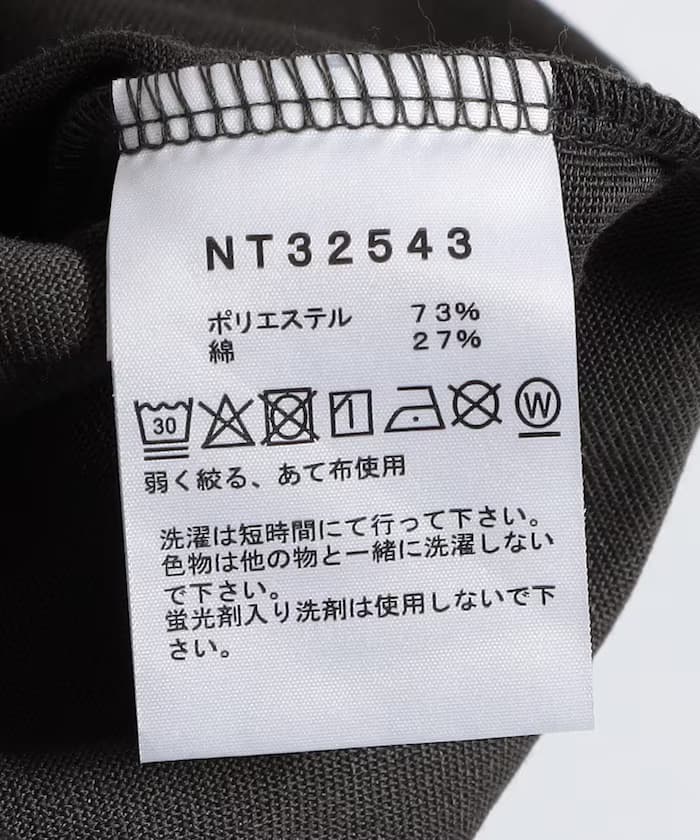 NT32543
ポリエステル 73%
綿 27%
30 W
弱く絞る、あて布使用
洗濯は短時間にて行って下さい。
色物は他の物と一緒に洗濯しない
で下さい。
蛍光剤入り洗剤は使用しないで下
さい。